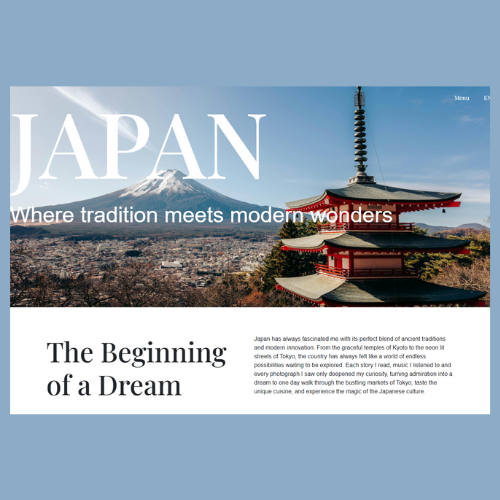 Menu
JAPAN
Where tradition meets modern wonders
The Beginning
of a Dream
Japan has always fascinated me with its perfect blend of ancient traditions
and modern innovation. From the graceful temples of Kyoto to the neon lit
streets of Tokyo, the country has always felt like a world of endless
possibilities waiting to be explored. Each story I read, music I listened to and
every photograph I saw only deepened my curiosity, turning admiration into a
dream to one day walk through the bustling markets of Tokyo, taste the
unique cuisine, and experience the magic of the Japanese culture.